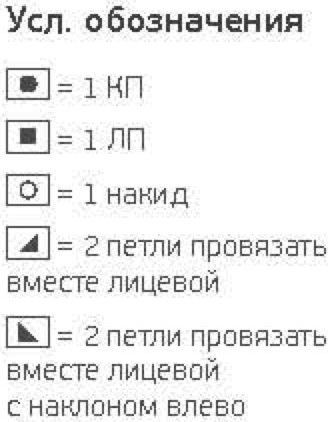 Усл. обозначения
= 1 КП
= 1 ЛП
= 1 накид
= 2 петли провязать
вместе лицевой
= 2 петли провязать
вместе лицевой
с наклоном влево